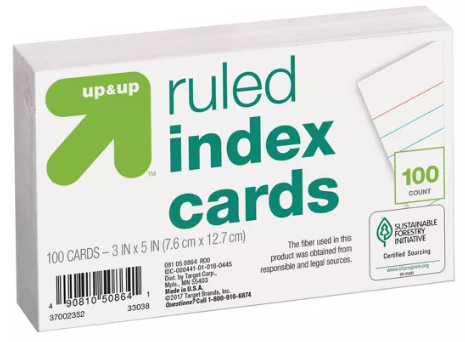 up&up
TM
ruled
index
cards
100
COUNT
SUSTAINABLE
FORESTRY
INITIATIVE
Certified Sourcing
www.sfiprogram.org
100 CARDS – 3 IN x 5 IN (7.6 cm x 12.7 cm)
081 05 0864 R00
IDC-000441-01-018-0445
Dist. by Target Corp.
Mpls., MN 55403
©2017 Target Brands, Inc.
Questions? Call 1-800-910-6874
The fiber used in this
product was obtained from
responsible and legal sources.
4 90810 50864 1
37002352 33038